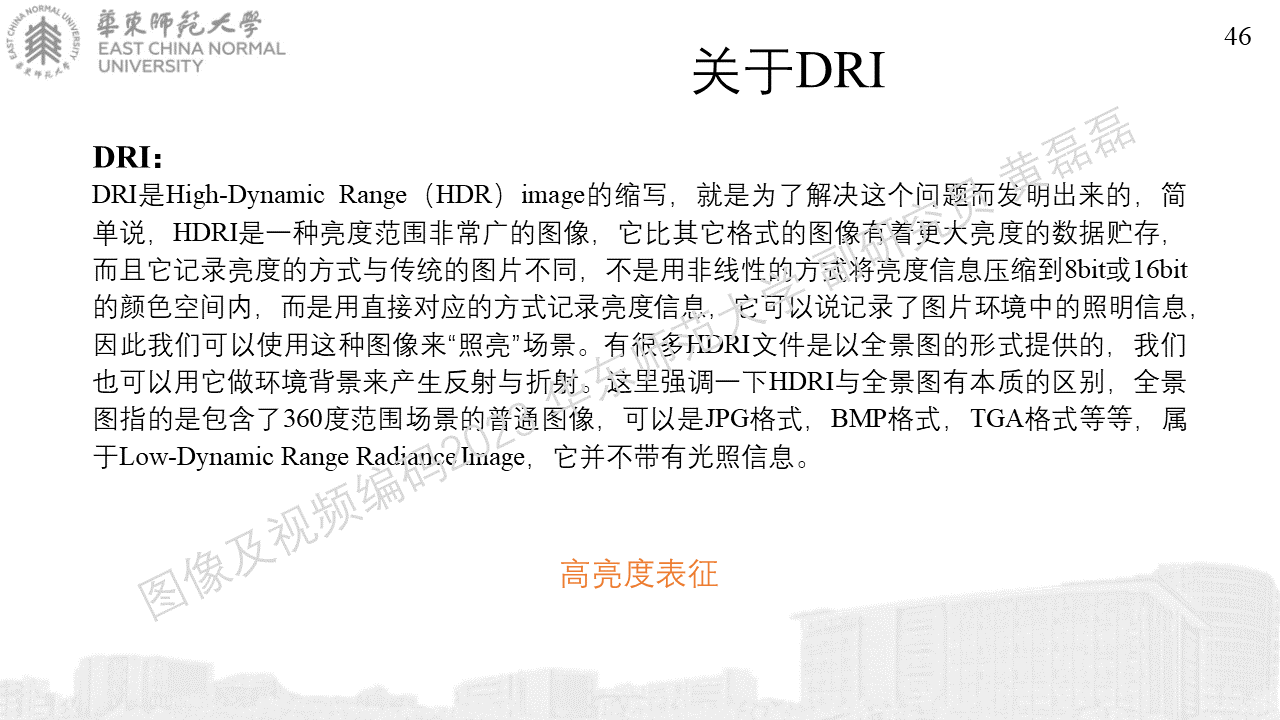 華東師範大學
EAST CHINA NORMAL
UNIVERSITY
EAST CHINA NORMAL UNIVERSITY
華東師範大學
46
关于DRI
DRI：
DRI是High-Dynamic Range（HDR）image的缩写，就是为了解决这个问题而发明出来的，简
单说，HDRI是一种亮度范围非常广的图像，它比其它格式的图像有着更大亮度的数据贮存，
而且它记录亮度的方式与传统的图片不同，不是用非线性的方式将亮度信息压缩到8bit或16bit
的颜色空间内，而是用直接对应的方式记录亮度信息，它可以说记录了图片环境中的照明信息，
因此我们可以使用这种图像来“照亮”场景。有很多HDRI文件是以全景图的形式提供的，我们
也可以用它做环境背景来产生反射与折射。这里强调一下HDRI与全景图有本质的区别，全景
图指的是包含了360度范围场景的普通图像，可以是JPG格式，BMP格式，TGA格式等等，属
于Low-Dynamic Range Radiance Image，它并不带有光照信息。
图像及视频编码2023 华东师范大学 副研究员 黄磊磊
高亮度表征